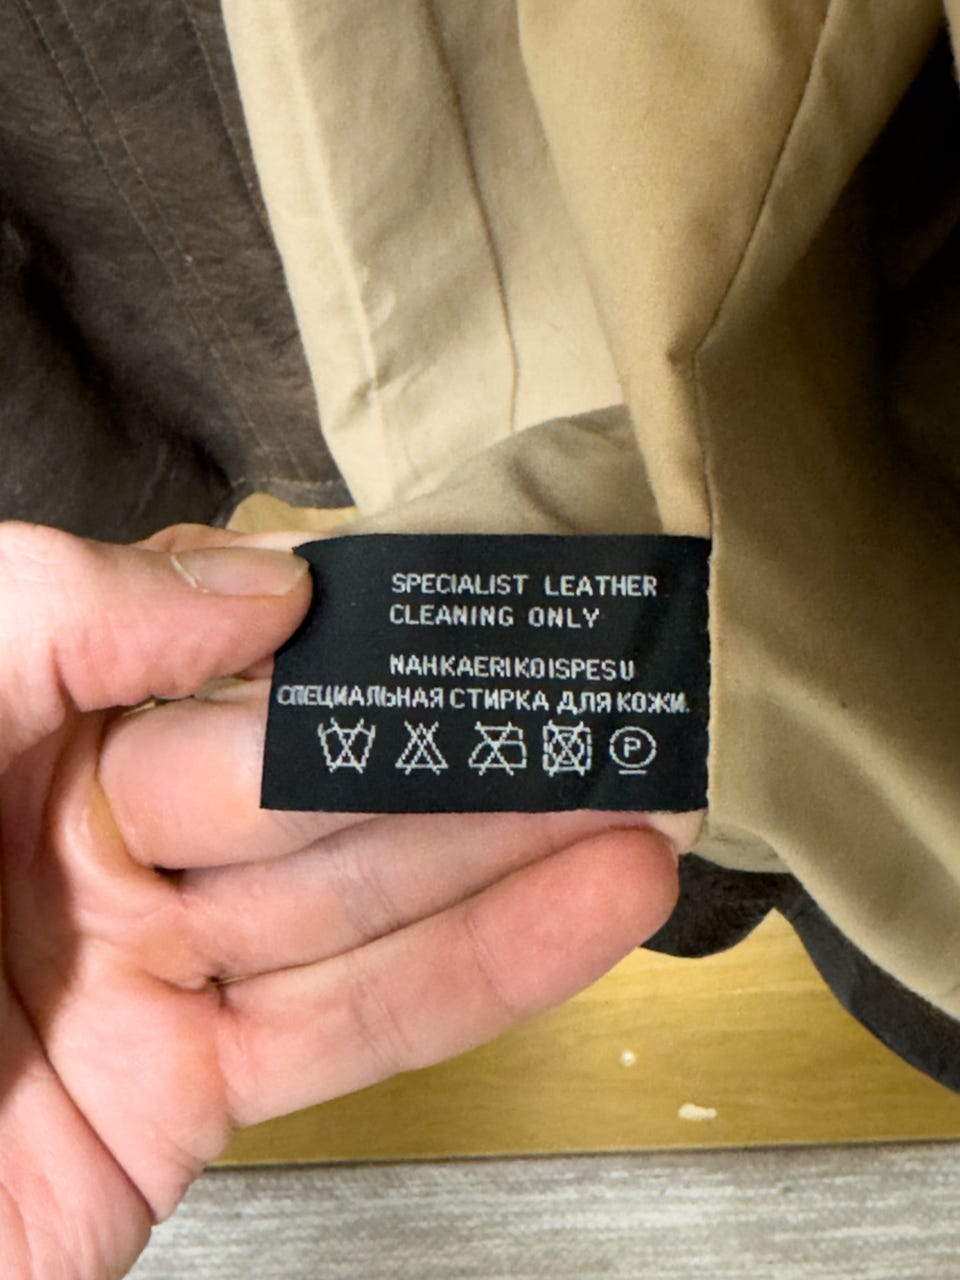 SPECIALIST LEATHER
CLEANING ONLY
NAHKAERIKOISPESU
СПЕЦИАЛЬНАЯ СТИРКА ДЛЯ КОЖИ.
P